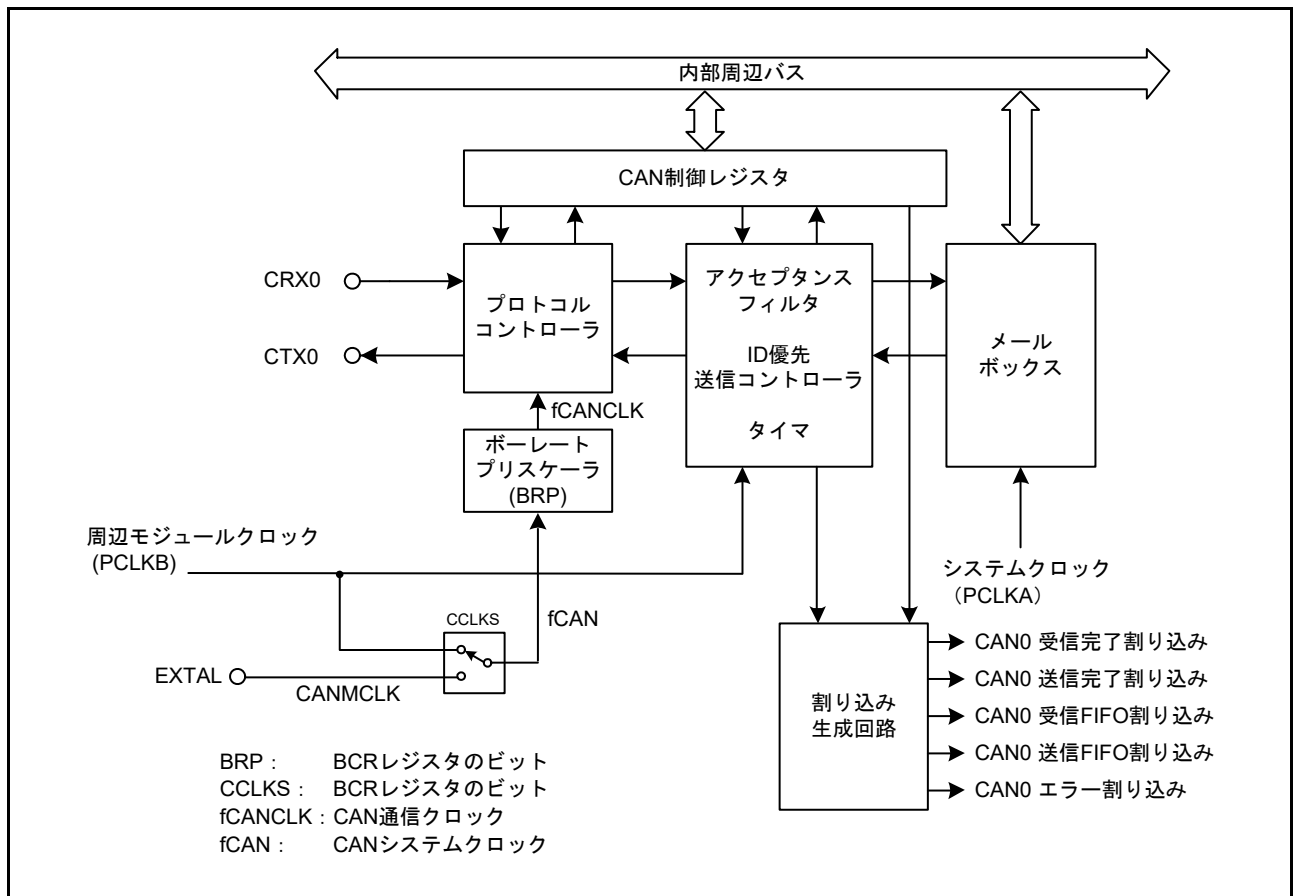 内部周辺バス
CAN制御レジスタ
CRX0
CTX0
プロトコル
コントローラ
アクセプタンス
フィルタ
ID優先
送信コントローラ
タイマ
メール
ボックス
fCANCLK
ボーレート
プリスケーラ
(BRP)
周辺モジュールクロック
(PCLKB)
システムクロック
（PCLKA）
CCLKS
fCAN
EXTAL
CANMCLK
割り込み
生成回路
CAN0 受信完了割り込み
CAN0 送信完了割り込み
CAN0 受信FIFO割り込み
CAN0 送信FIFO割り込み
CAN0 エラー割り込み
BRP： BCRレジスタのビット
CCLKS： BCRレジスタのビット
fCANCLK：CAN通信クロック
fCAN： CANシステムクロック